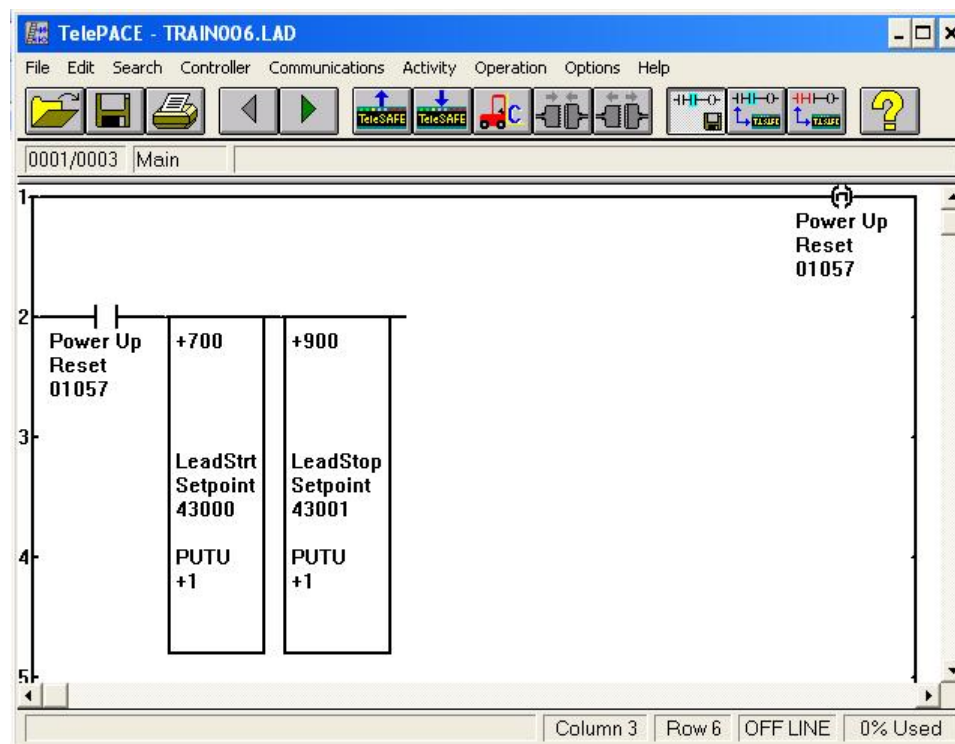 TelePACE - TRAIN006.LAD
File Edit Search Controller Communications Activity Operation Options Help
TeleSAFE TeleSAFE C
0001/0003 Main
1
Power Up
Reset
01057
2
Power Up
Reset
01057
+700
+900
3
LeadStrt
Setpoint
43000
LeadStop
Setpoint
43001
4
PUTU
+1
PUTU
+1
5
Column 3 Row 6 OFF LINE 0% Used